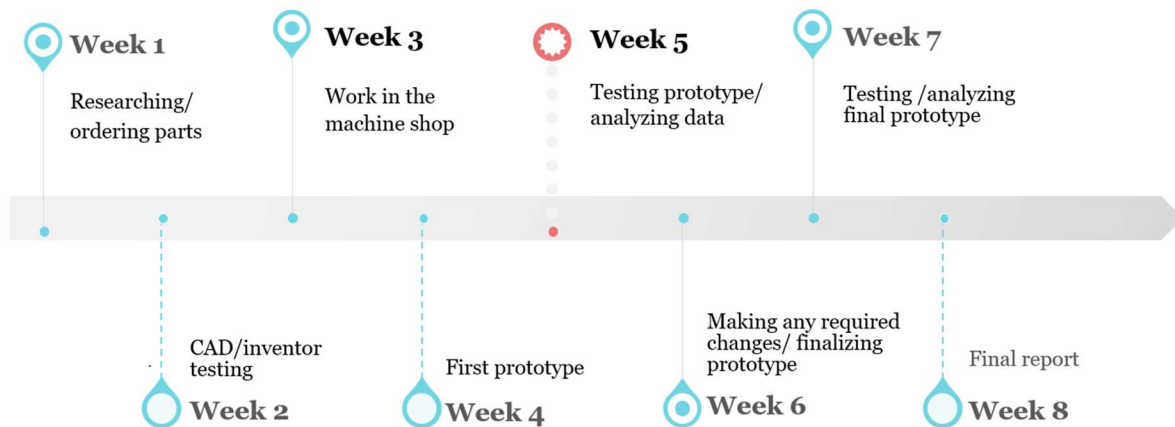 Week 1
Researching/
ordering parts
Week 3
Work in the
machine shop
Week 5
Testing prototype/
analyzing data
Week 7
Testing /analyzing
final prototype
CAD/inventor
testing
Week 2
First prototype
Week 4
Making any required
changes/ finalizing
prototype
Week 6
Final report
Week 8